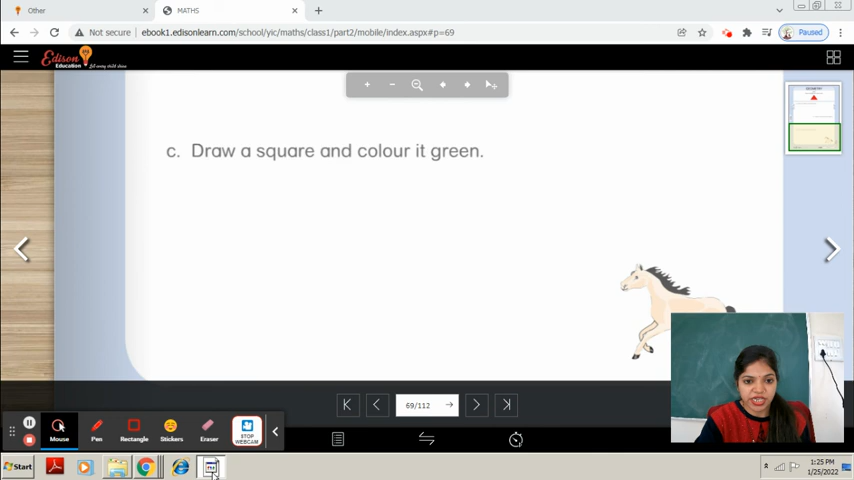 Other
MATHS
Not secure
ebook1.edisonlearn.com/school/yic/maths/class1/part2/mobile/index.aspx#p=69
Paused
Edison
Education
GEOMETRY
c. Draw a square and colour it green.
69/112
Mouse
Pen
Rectangle
Stickers
Eraser
STOP
WEBCAM
Start
1:25 PM
1/25/2022